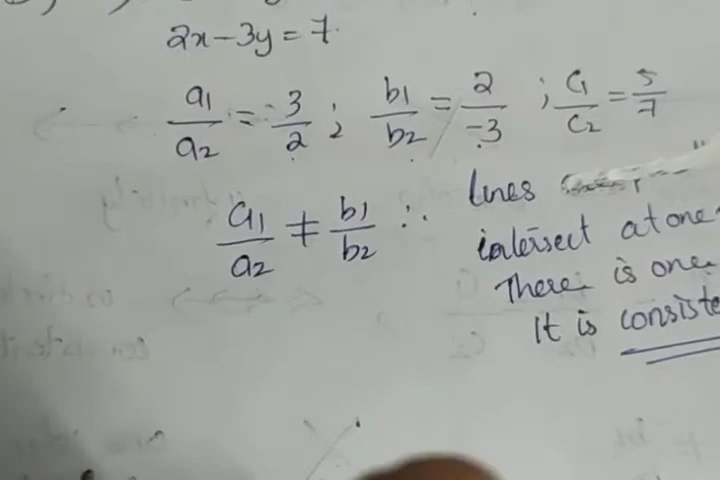 2x-3y=7
a1/a2 = 3/2 ; b1/b2 = 2/-3 ; c1/c2 = 5/7
a1/a2 ≠ b1/b2 ∴ lines
intersect at one
There is one
It is consiste